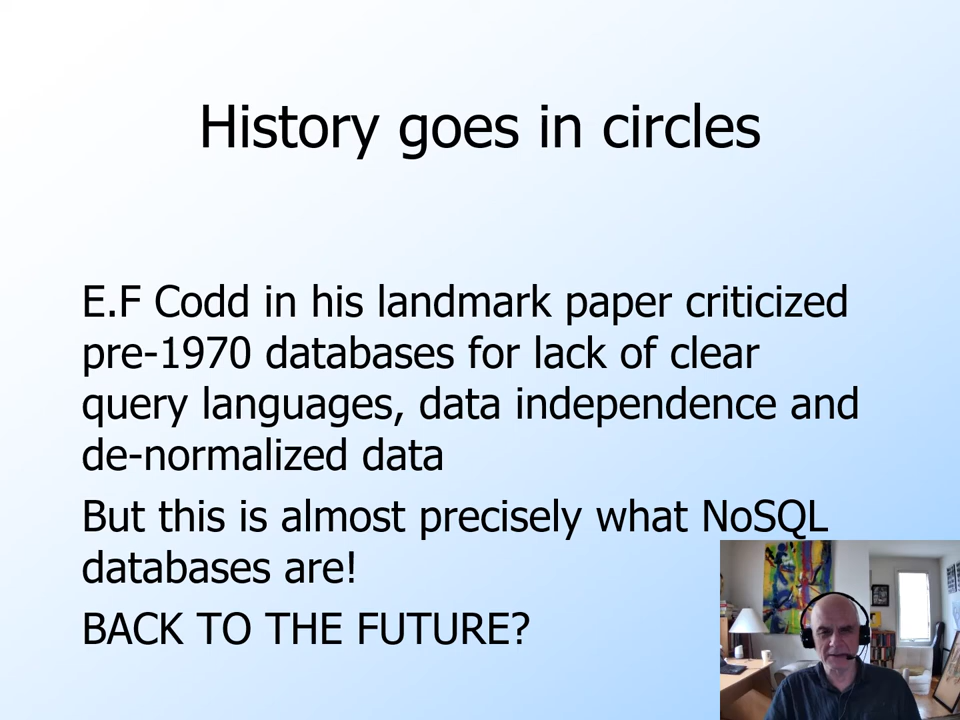 History goes in circles
E.F Codd in his landmark paper criticized
pre-1970 databases for lack of clear
query languages, data independence and
de-normalized data
But this is almost precisely what NoSQL
databases are!
BACK TO THE FUTURE?